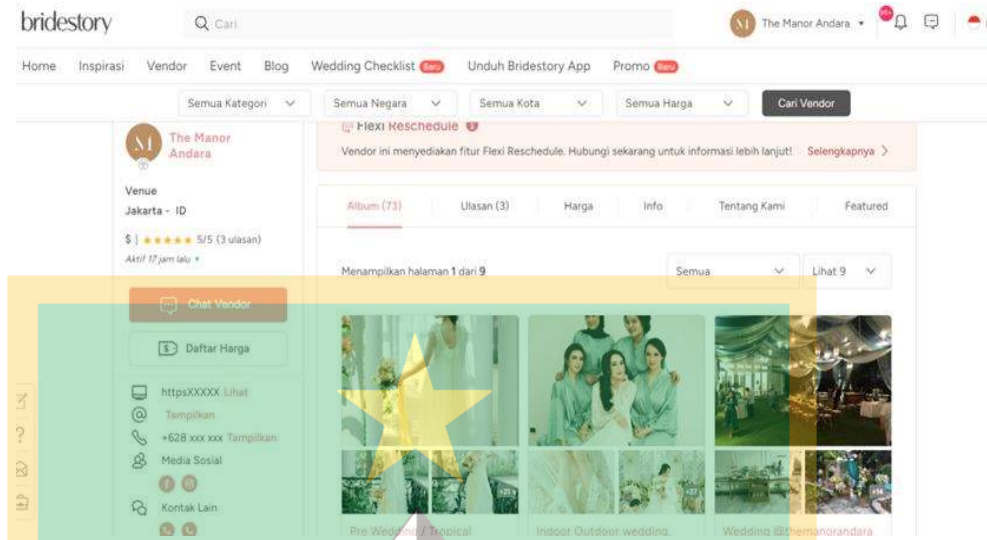 bridestory
Cari
The Manor Andara
99+
Home Inspirasi Vendor Event Blog Wedding Checklist Baru Unduh Bridestory App Promo Baru
Semua Kategori Semua Negara Semua Kota Semua Harga Cari Vendor
The Manor
Andara
Venue
Jakarta - ID
$ | 5/5 (3 ulasan)
Aktif 17 jam lalu
Chat Vendor
Daftar Harga
httpsXXXXX Lihat
Tampilkan
+628 xxx xxx Tampilkan
Media Sosial
Kontak Lain
Flexi Reschedule
Vendor ini menyediakan fitur Flexi Reschedule. Hubungi sekarang untuk informasi lebih lanjut! Selengkapnya
Album (73) Ulasan (3) Harga Info Tentang Kami Featured
Menampilkan halaman 1 dari 9
Semua Lihat 9
+25 +27 +14
Pre Wedding / Tropical Indoor Outdoor wedding, Wedding @themanorandara